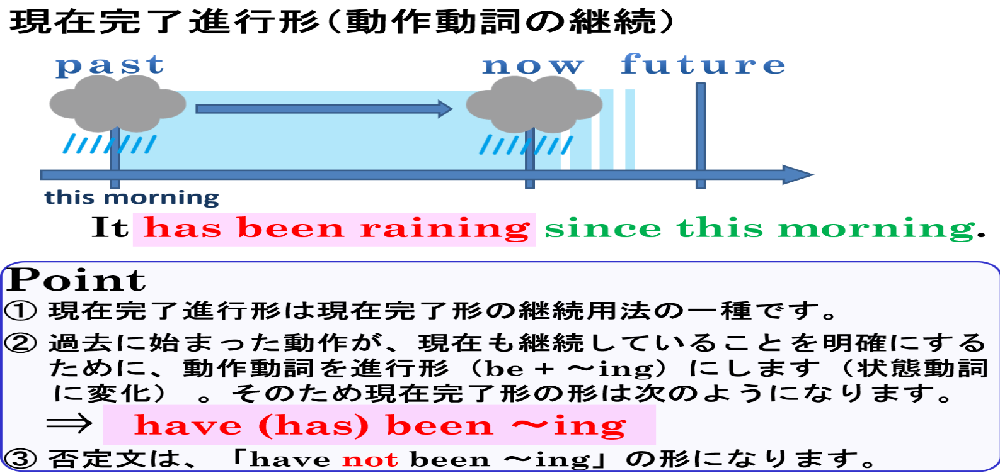 現在完了進行形（動作動詞の継続）
past now future
this morning
It has been raining since this morning.
Point
① 現在完了進行形は現在完了形の継続用法の一種です。
② 過去に始まった動作が、現在も継続していることを明確にする
ために、動作動詞を進行形（be + ～ing）にします（状態動詞
に変化）。そのため現在完了形の形は次のようになります。
⇒ have (has) been ～ing
③ 否定文は、「have not been ～ing」の形になります。